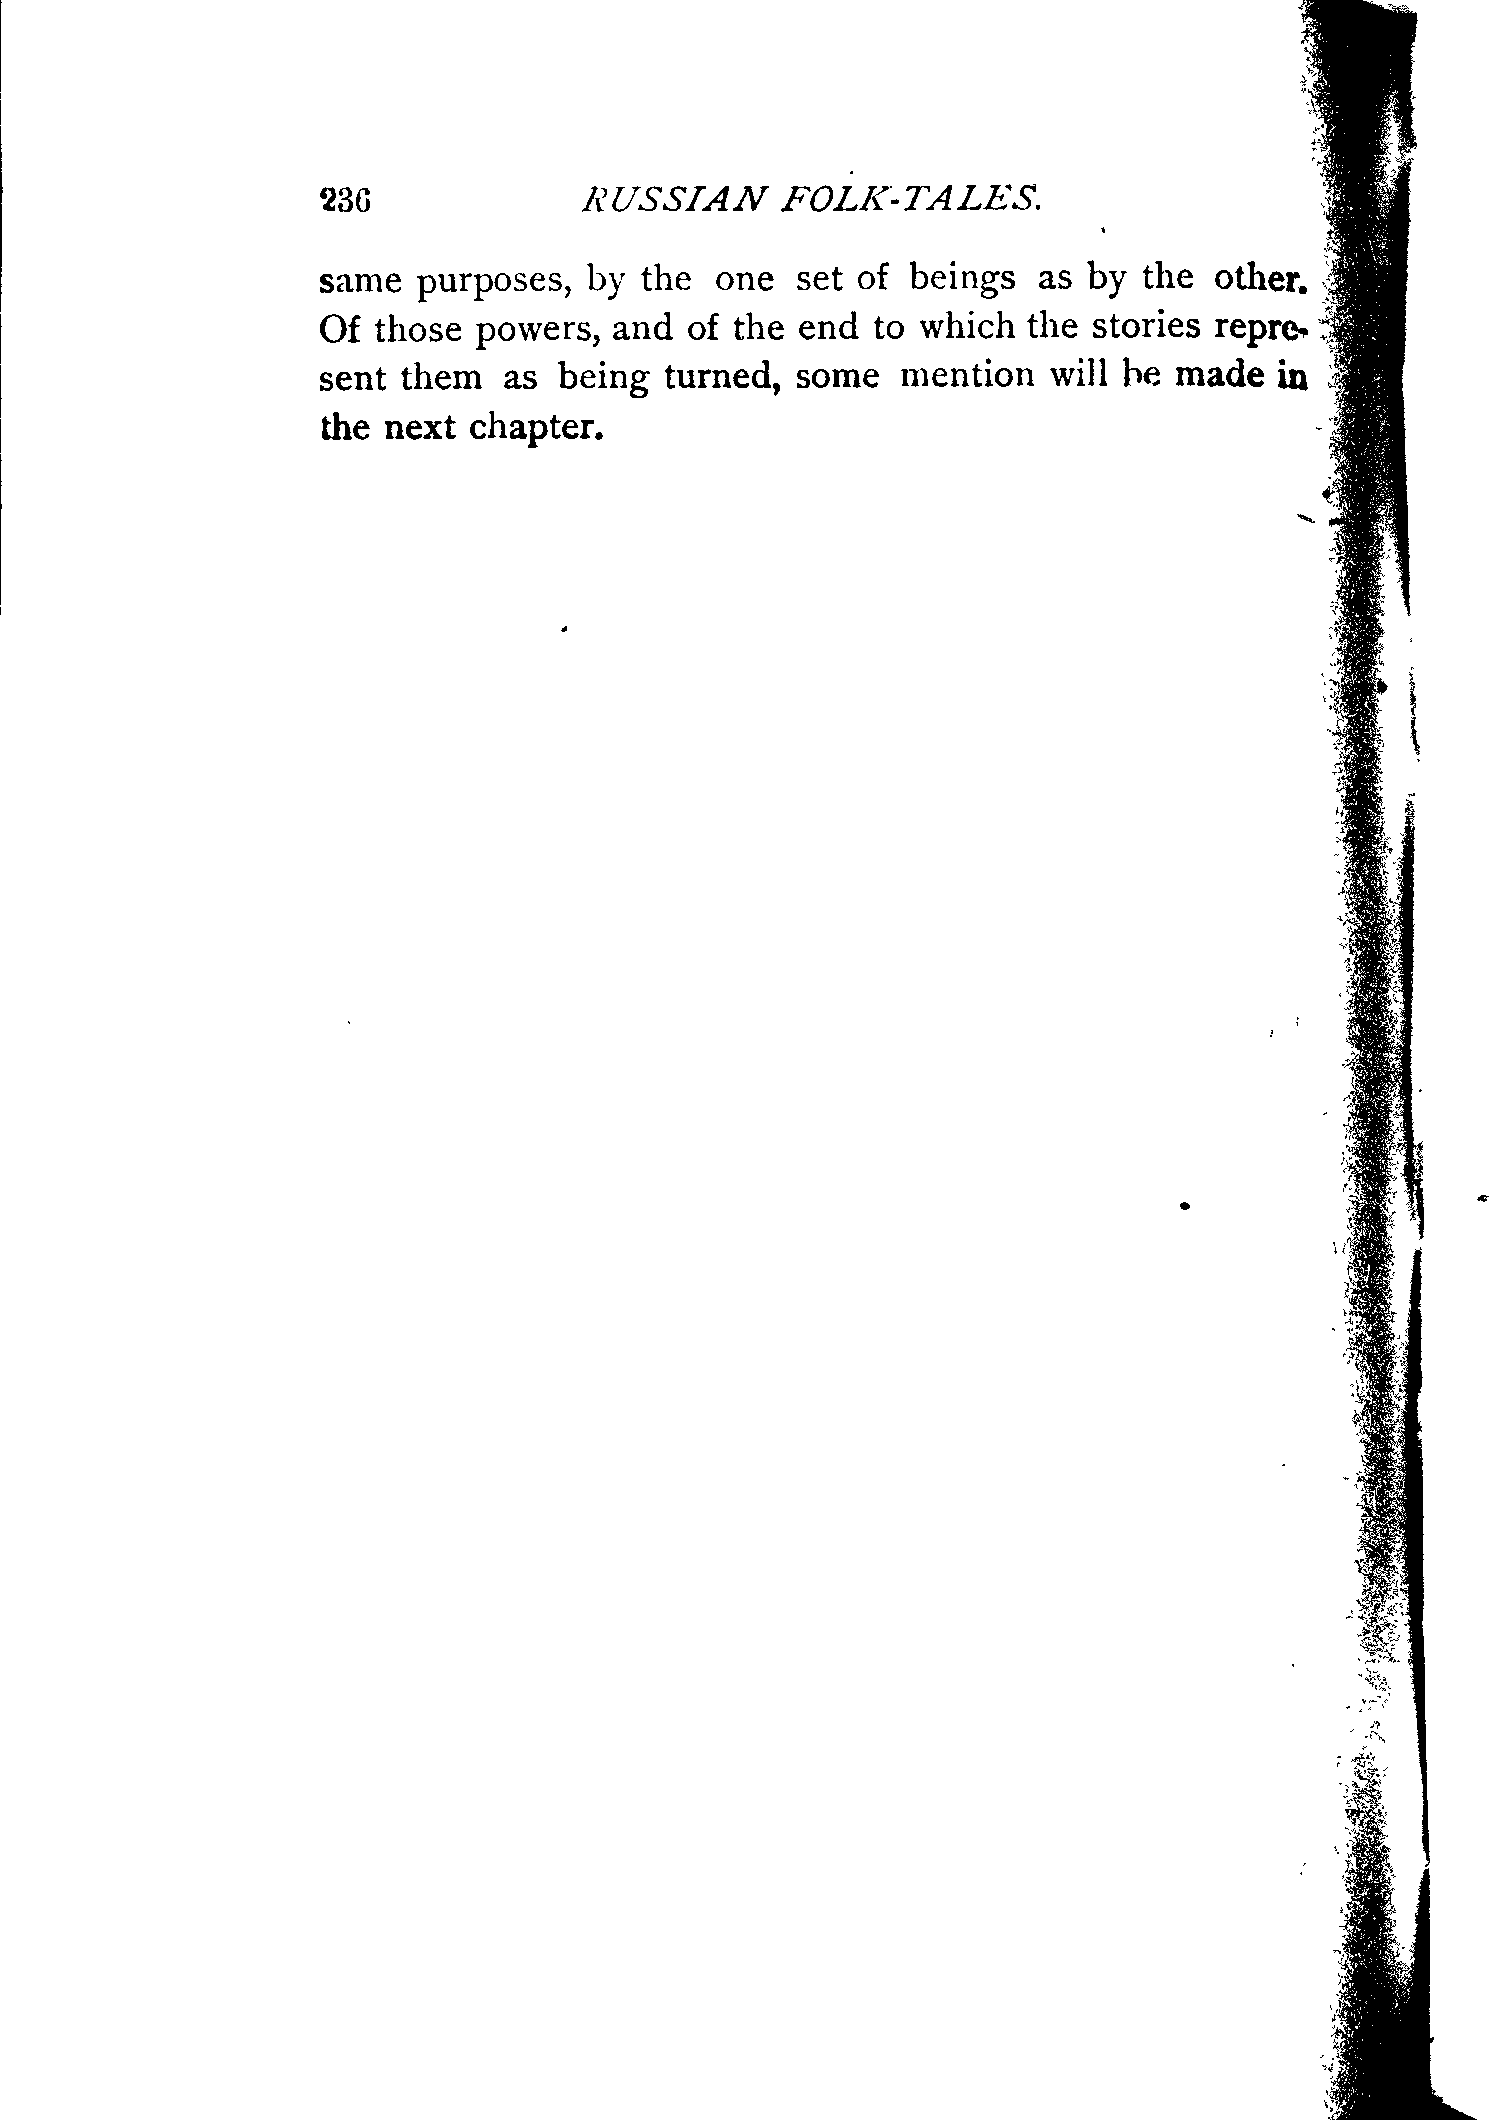 236 RUSSIAN FOLK-TALES.
same purposes, by the one set of beings as by the other.
Of those powers, and of the end to which the stories repre-
sent them as being turned, some mention will be made in
the next chapter.